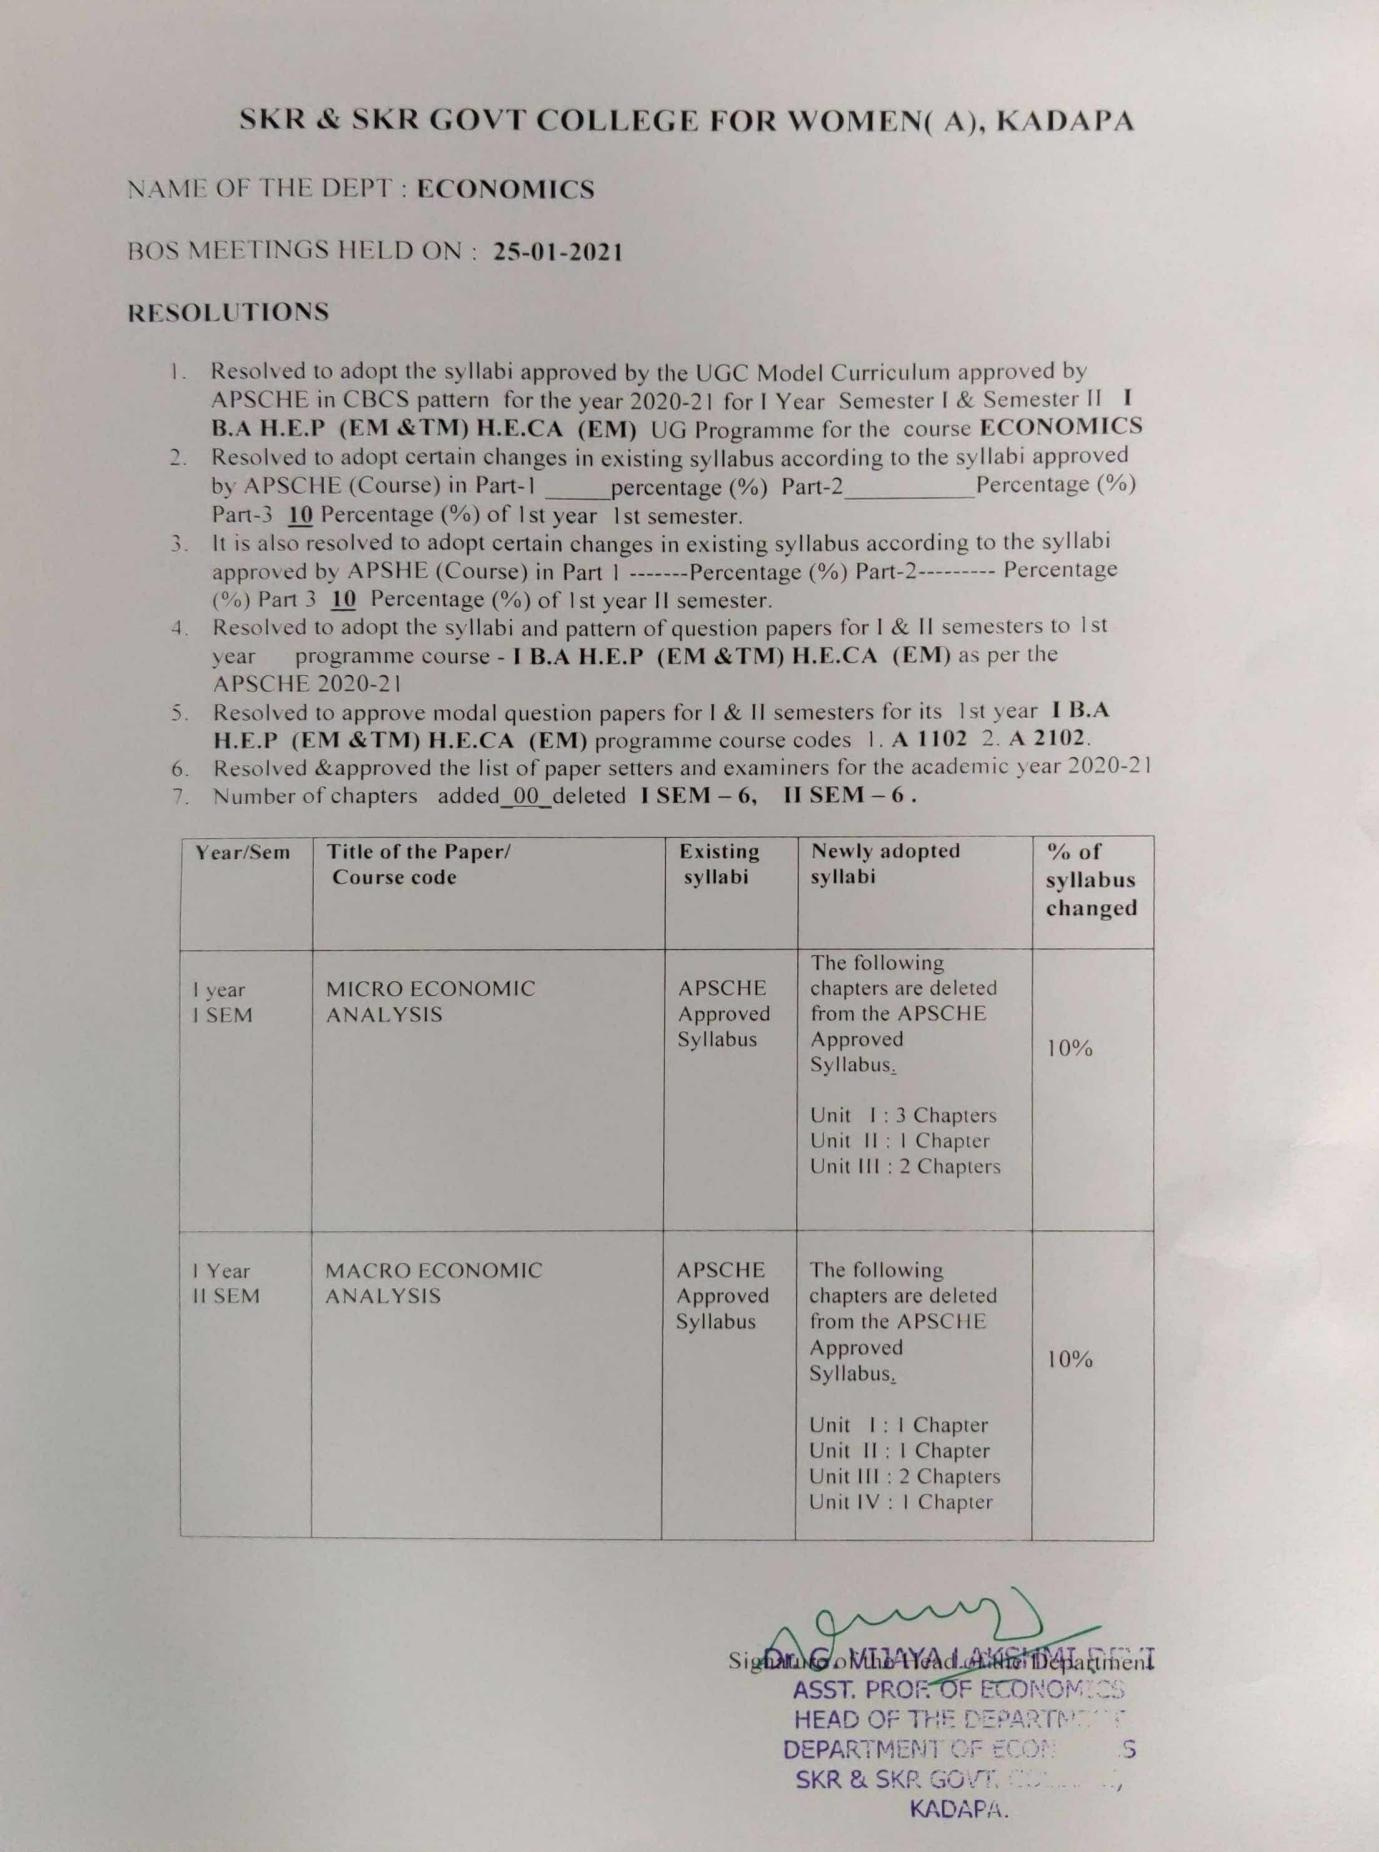 SKR & SKR GOVT COLLEGE FOR WOMEN( A), KADAPA
NAME OF THE DEPT : ECONOMICS
BOS MEETINGS HELD ON : 25-01-2021
RESOLUTIONS
1. Resolved to adopt the syllabi approved by the UGC Model Curriculum approved by
APSCHE in CBCS pattern for the year 2020-21 for I Year Semester I & Semester II I
B.A H.E.P (EM &TM) H.E.CA (EM) UG Programme for the course ECONOMICS
2. Resolved to adopt certain changes in existing syllabus according to the syllabi approved
by APSCHE (Course) in Part-1 _____percentage (%) Part-2__________Percentage (%)
Part-3 10 Percentage (%) of 1st year 1st semester.
3. It is also resolved to adopt certain changes in existing syllabus according to the syllabi
approved by APSHE (Course) in Part 1 -------Percentage (%) Part-2--------- Percentage
(%) Part 3 10 Percentage (%) of 1st year II semester.
4. Resolved to adopt the syllabi and pattern of question papers for I & II semesters to 1st
year programme course - I B.A H.E.P (EM &TM) H.E.CA (EM) as per the
APSCHE 2020-21
5. Resolved to approve modal question papers for I & II semesters for its 1st year I B.A
H.E.P (EM &TM) H.E.CA (EM) programme course codes 1. A 1102 2. A 2102.
6. Resolved &approved the list of paper setters and examiners for the academic year 2020-21
7. Number of chapters added_00_deleted I SEM – 6, II SEM – 6 .
Year/Sem
Title of the Paper/
Course code
Existing
syllabi
Newly adopted
syllabi
% of
syllabus
changed
I year
I SEM
MICRO ECONOMIC
ANALYSIS
APSCHE
Approved
Syllabus
The following
chapters are deleted
from the APSCHE
Approved
Syllabus.
Unit I : 3 Chapters
Unit II : 1 Chapter
Unit III : 2 Chapters
10%
I Year
II SEM
MACRO ECONOMIC
ANALYSIS
APSCHE
Approved
Syllabus
The following
chapters are deleted
from the APSCHE
Approved
Syllabus.
Unit I : 1 Chapter
Unit II : 1 Chapter
Unit III : 2 Chapters
Unit IV : 1 Chapter
10%
Signature of the Head of the Department
Dr. G. VIJAYA LAKSHMI DEVI
ASST. PROF. OF ECONOMICS
HEAD OF THE DEPARTMENT
DEPARTMENT OF ECONOMICS
SKR & SKR GOVT.
KADAPA.